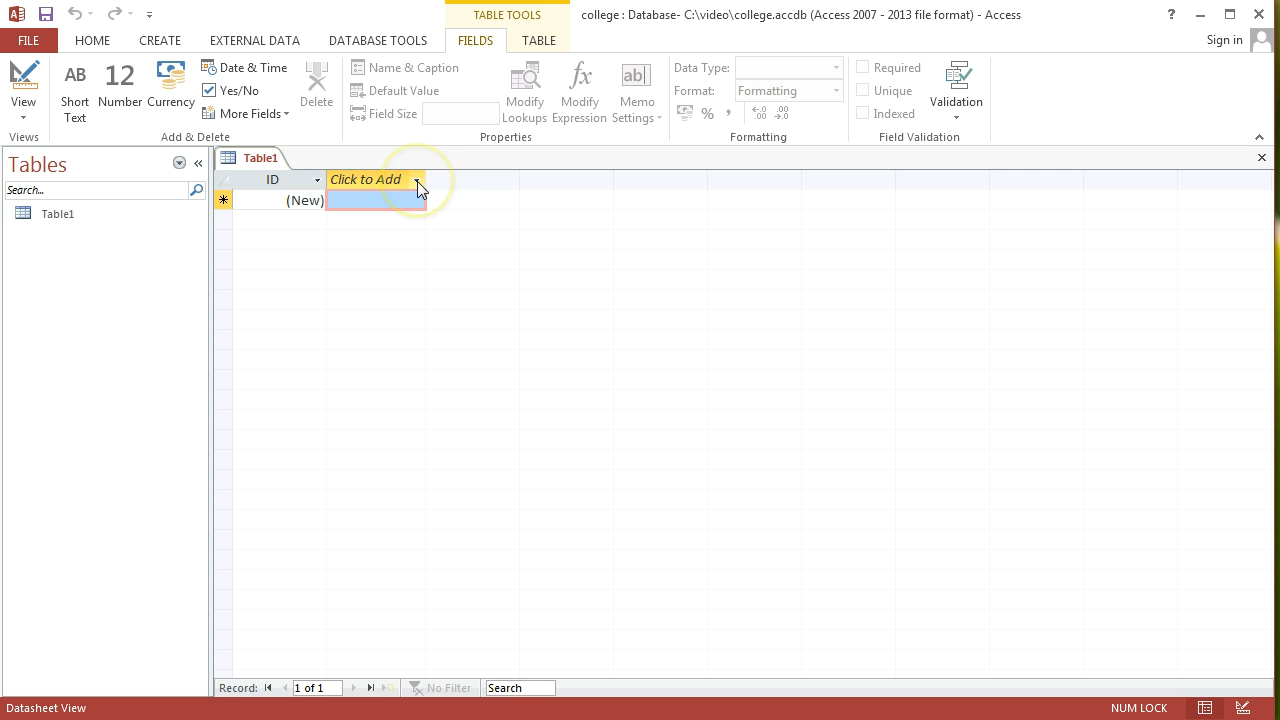 TABLE TOOLS
college : Database- C:\video\college.accdb (Access 2007 - 2013 file format) - Access
?
FILE HOME CREATE EXTERNAL DATA DATABASE TOOLS FIELDS TABLE Sign in
View
Views
AB Short Text
12 Number
Currency
Date & Time
Yes/No
More Fields
Delete
Add & Delete
Name & Caption
Default Value
Field Size
Modify Lookups
fx Modify Expression
ab Memo Settings
Properties
Data Type:
Format: Formatting
% ,
←.0 .00
.00 →.0
Formatting
Required
Unique
Indexed
Validation
Field Validation
Tables
Search...
Table1
Table1
ID Click to Add
(New)
Record: 1 of 1 No Filter Search
Datasheet View NUM LOCK